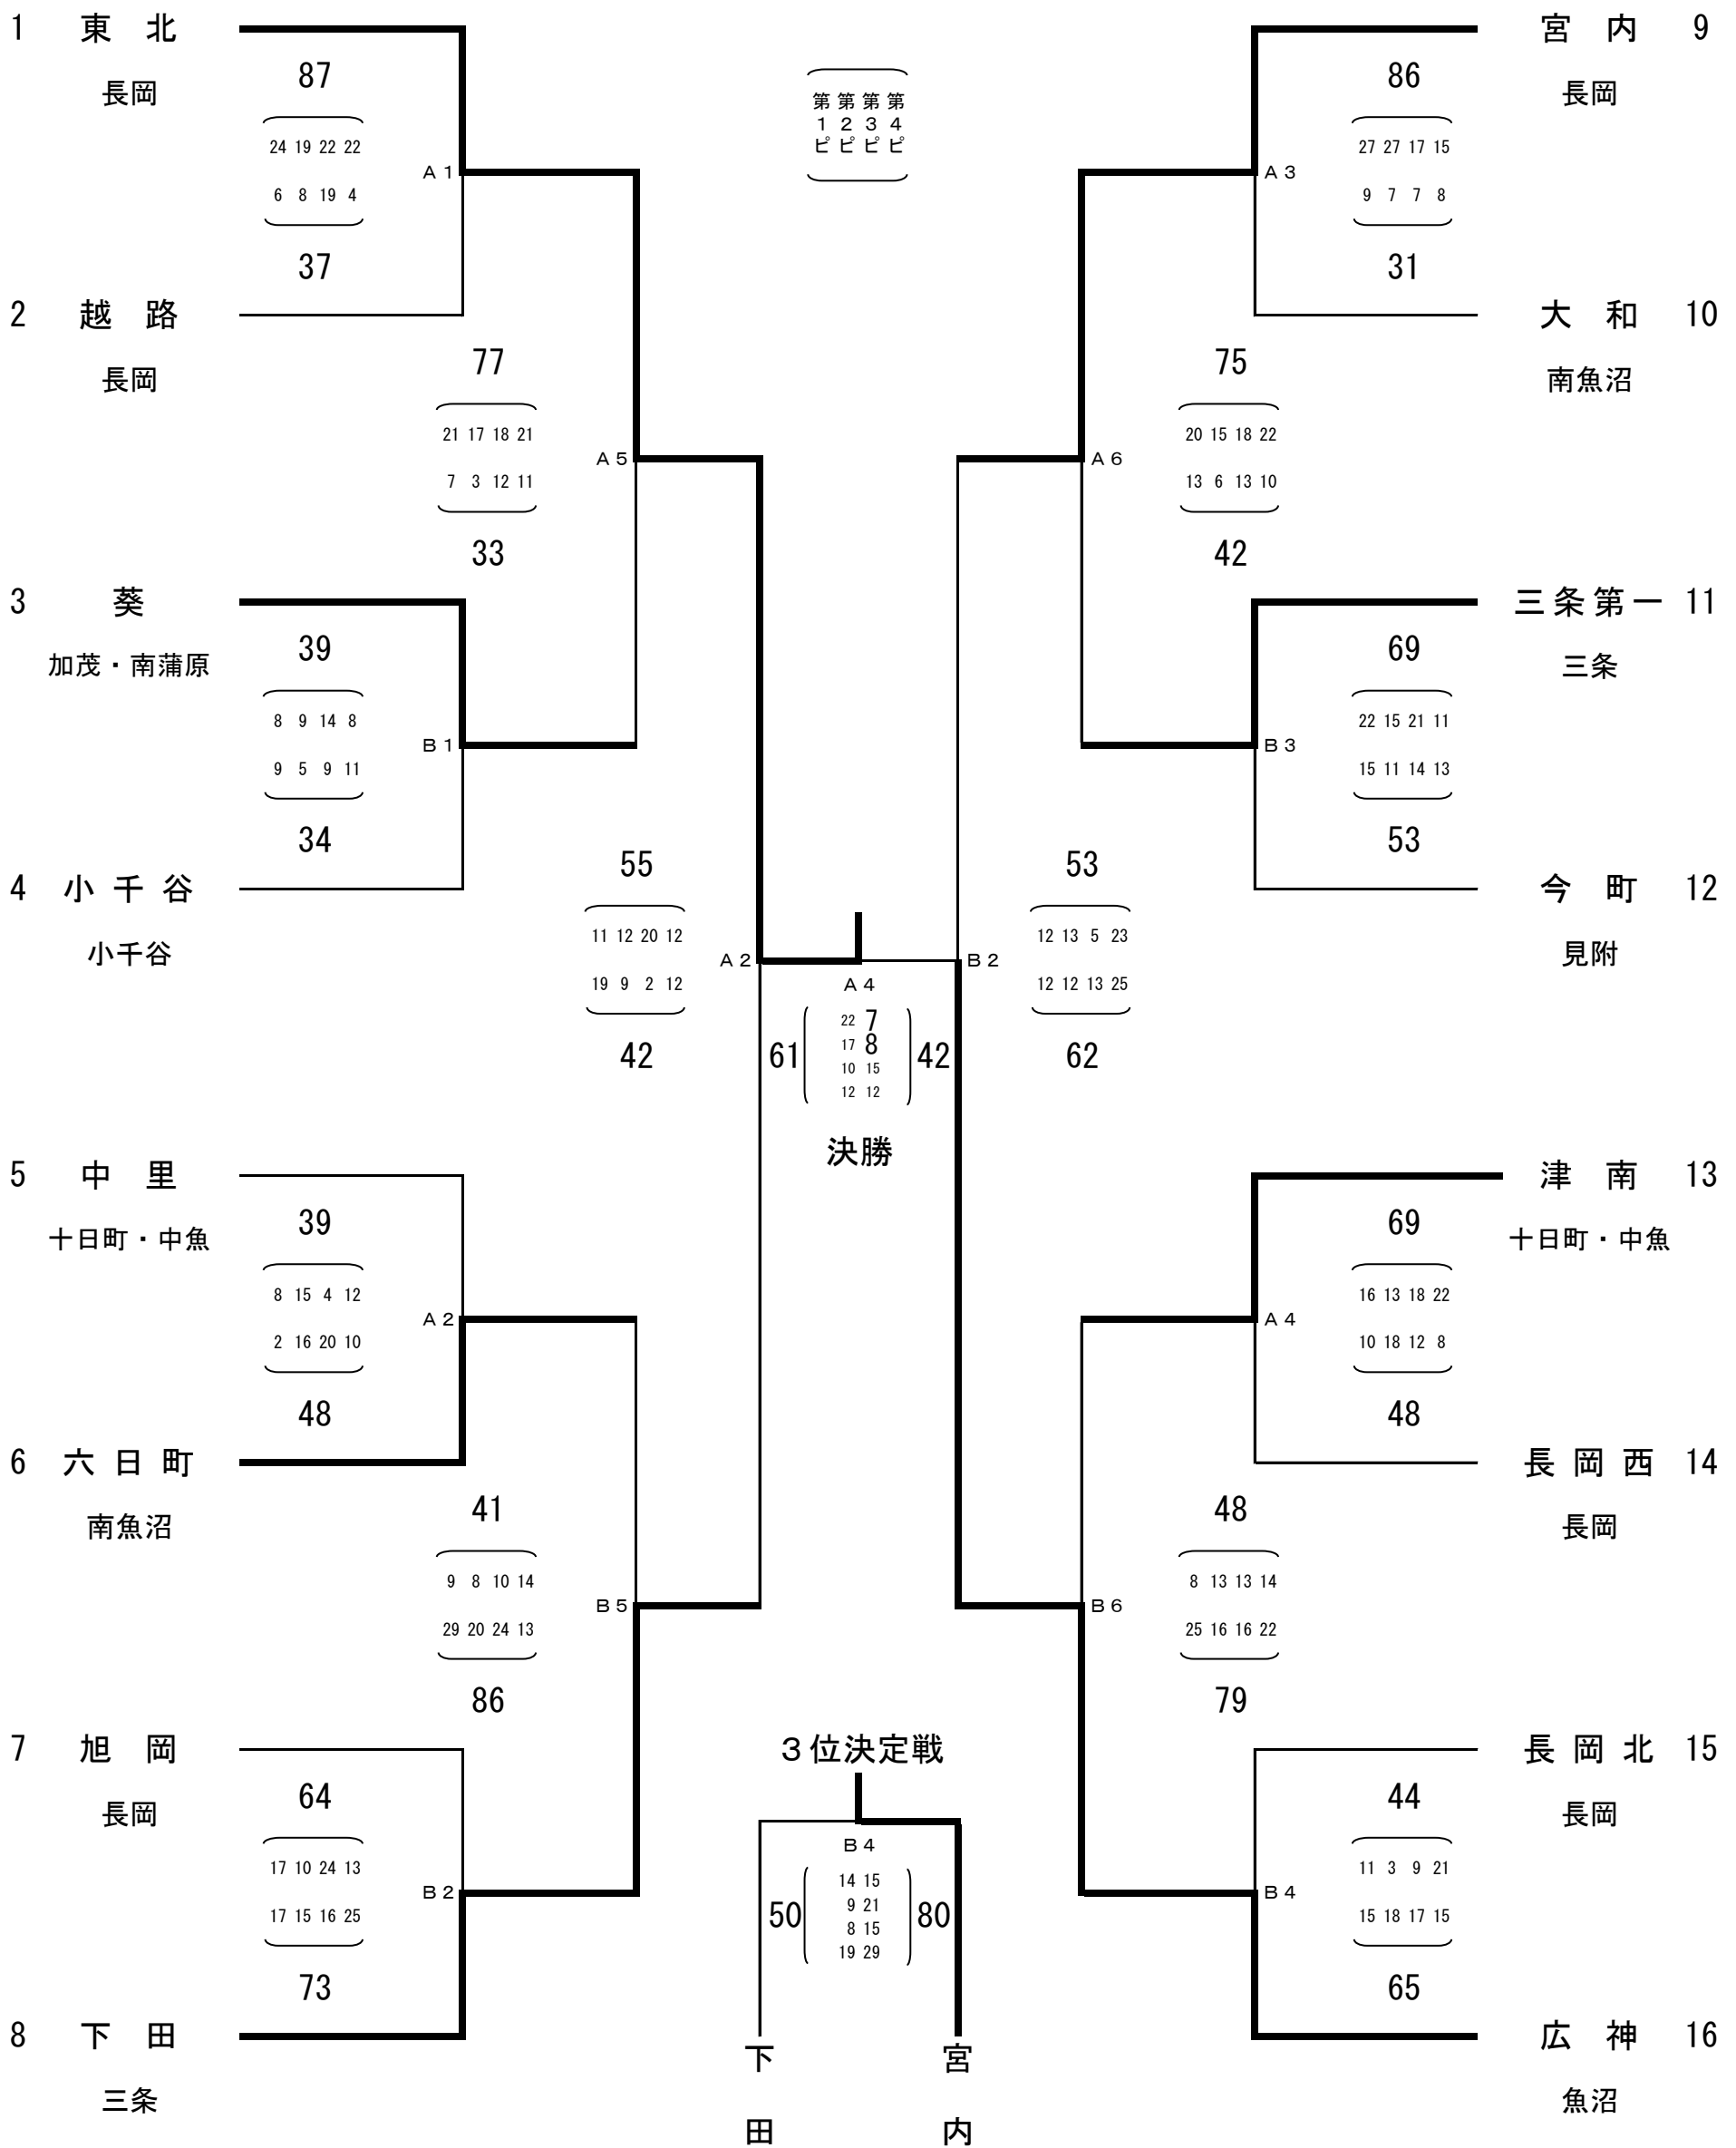 1 東 北 宮 内 9
87 86
長岡 長岡
第 第 第 第
1 2 3 4
ピ ピ ピ ピ
24 19 22 22 27 27 17 15
A1 A3
6 8 19 4 9 7 7 8
37 31
2 越 路 大 和 10
77 75
長岡 南魚沼
21 17 18 21 20 15 18 22
A5 A6
7 3 12 11 13 6 13 10
33 42
3 葵 三条第一 11
39 69
加茂・南蒲原 三条
8 9 14 8 22 15 21 11
B1 B3
9 5 9 11 15 11 14 13
34 53
55 53
4 小 千 谷 今 町 12
11 12 20 12 12 13 5 23
小千谷 見附
A2 B2
19 9 2 12 A4 12 12 13 25
22 7
17 8
61 42
42 62
10 15
12 12
決勝
5 中 里 津 南 13
39 69
十日町・中魚 十日町・中魚
8 15 4 12 16 13 18 22
A2 A4
2 16 20 10 10 18 12 8
48 48
6 六 日 町 長 岡 西 14
41 48
南魚沼 長岡
9 8 10 14 8 13 13 14
B5 B6
29 20 24 13 25 16 16 22
86 79
7 旭 岡 3位決定戦 長 岡 北 15
64 44
長岡 長岡
B4
17 10 24 13 14 15 11 3 9 21
B2 9 21 B4
17 15 16 25 50 80 15 18 17 15
8 15
19 29
73 65
8 下 田 広 神 16
下 宮
三条 魚沼
田 内